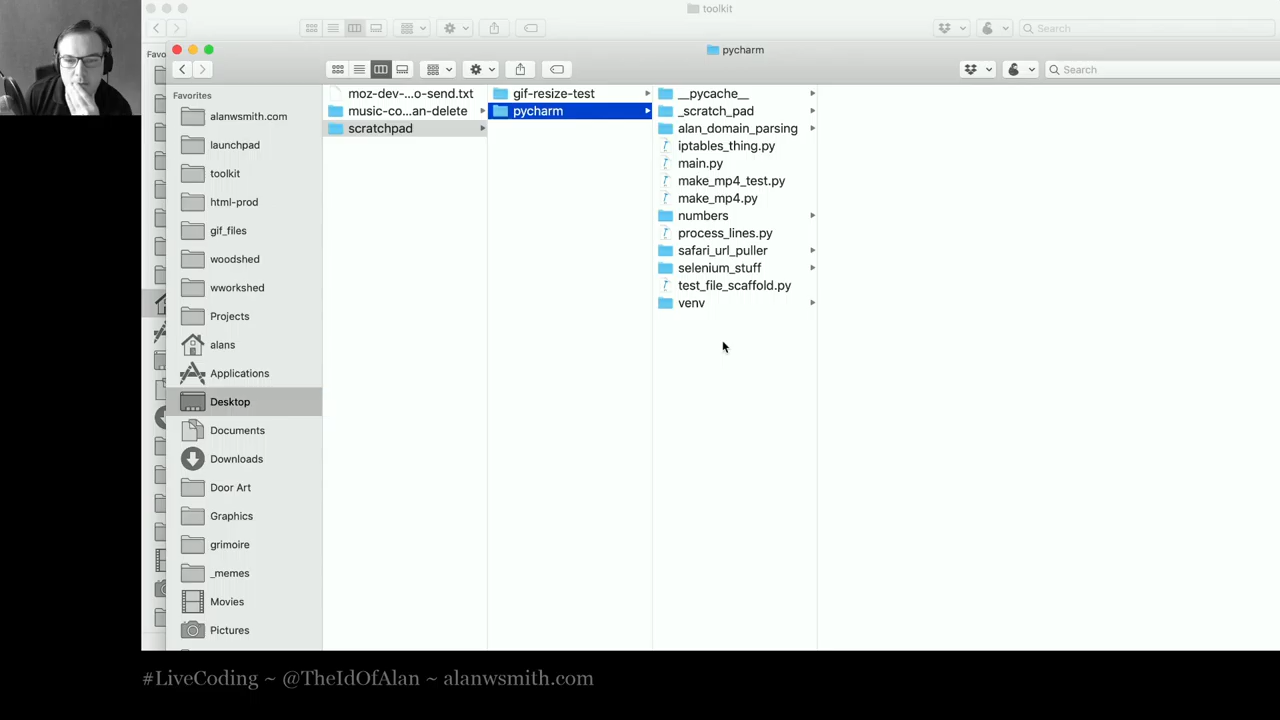 toolkit
Search
Favo
pycharm
Search
Favorites
alanwsmith.com
launchpad
toolkit
html-prod
gif_files
woodshed
wworkshed
Projects
alans
Applications
Desktop
Documents
Downloads
Door Art
Graphics
grimoire
_memes
Movies
Pictures
moz-dev-...o-send.txt
music-co...an-delete
scratchpad
gif-resize-test
pycharm
__pycache__
_scratch_pad
alan_domain_parsing
iptables_thing.py
main.py
make_mp4_test.py
make_mp4.py
numbers
process_lines.py
safari_url_puller
selenium_stuff
test_file_scaffold.py
venv
#LiveCoding ~ @TheIdOfAlan ~ alanwsmith.com